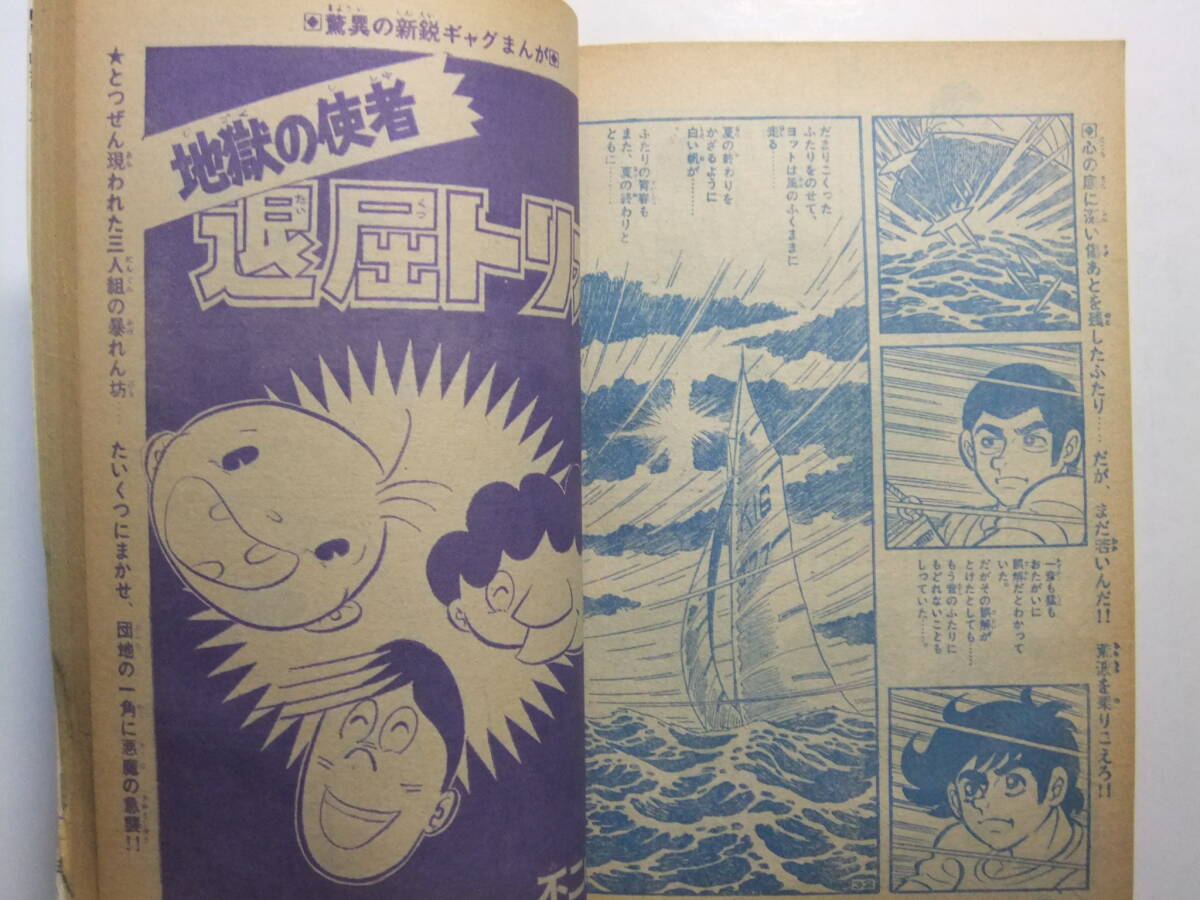 心の底に深い傷あとを残したふたり……だが、まだ若いんだ!! 荒波を乗りこえろ!!
一彦も猛も
おたがいに
誤解だとわかって
いた。
だがその誤解が
とけたとしても……
もう昔のふたりに
もどれないことも
しっていた……。
だまりこくった
ふたりをのせて、
ヨットは風のふくままに
走る……
夏の終わりを
かざるように
白い帆が……
ふたりの青春も
また、夏の終わりと
ともに……
K16
驚異の新鋭ギャグまんが
地獄の使者
退屈トリオ
★とつぜん現われた三人組の暴れん坊 たいくつにまかせ、団地の一角に悪魔の急襲!!